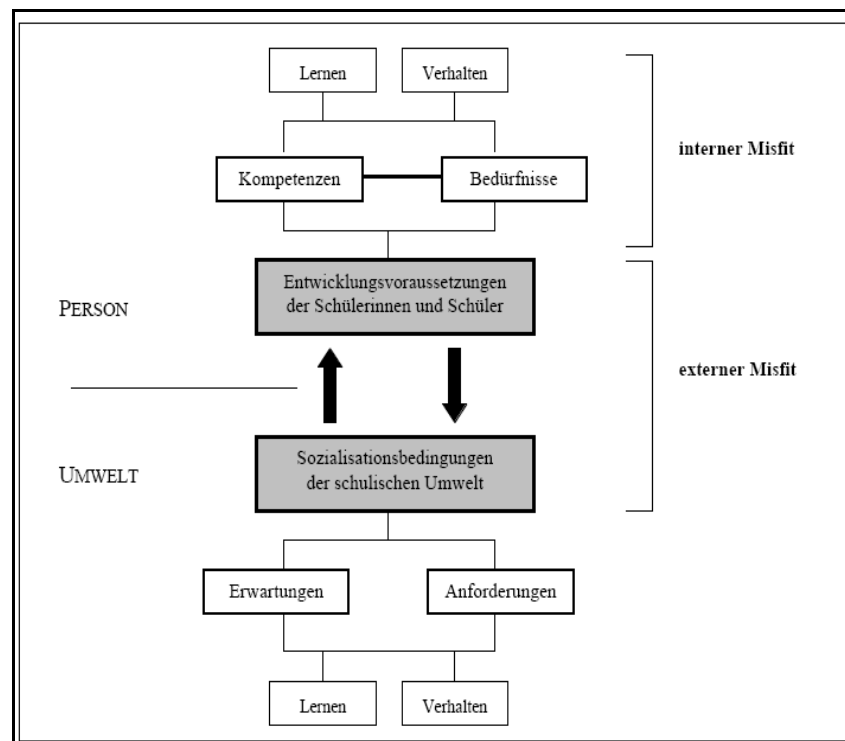 Lernen
Verhalten
interner Misfit
Kompetenzen
Bedürfnisse
Entwicklungsvoraussetzungen
der Schülerinnen und Schüler
PERSON
externer Misfit
UMWELT
Sozialisationsbedingungen
der schulischen Umwelt
Erwartungen
Anforderungen
Lernen
Verhalten